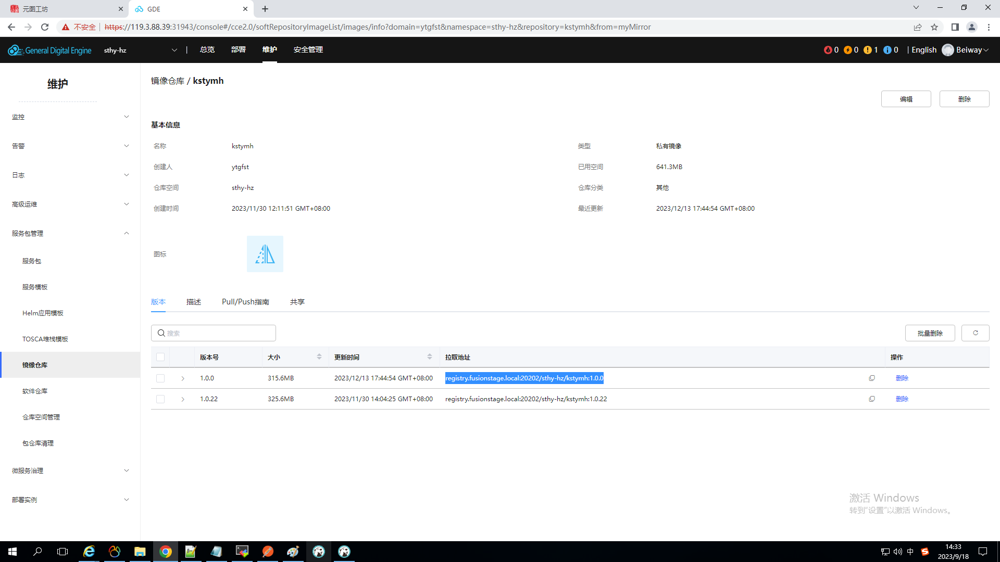 元图工坊
GDE
不安全
https://119.3.88.39:31943/console#/cce2.0/softRepositoryImageList/images/info?domain=ytgfst&namespace=sthy-hz&repository=kstymh&from=myMirror
General Digital Engine
sthy-hz
总览
部署
维护
安全管理
0
0
1
0
English
Beiway
维护
监控
告警
日志
高级运维
服务包管理
服务包
服务模板
Helm应用模板
TOSCA堆栈模板
镜像仓库
软件仓库
仓库空间管理
包仓库清理
微服务治理
部署实例
镜像仓库 / kstymh
编辑
删除
基本信息
名称 kstymh
类型 私有镜像
创建人 ytgfst
已用空间 641.3MB
仓库空间 sthy-hz
仓库分类 其他
创建时间 2023/11/30 12:11:51 GMT+08:00
最近更新 2023/12/13 17:44:54 GMT+08:00
图标
版本 描述 Pull/Push指南 共享
搜索
批量删除
版本号 大小 更新时间 拉取地址 操作
1.0.0 315.6MB 2023/12/13 17:44:54 GMT+08:00 registry.fusionstage.local:20202/sthy-hz/kstymh:1.0.0 删除
1.0.22 325.6MB 2023/11/30 14:04:25 GMT+08:00 registry.fusionstage.local:20202/sthy-hz/kstymh:1.0.22 删除
激活 Windows
转到“设置”以激活 Windows。
中
14:33
2023/9/18